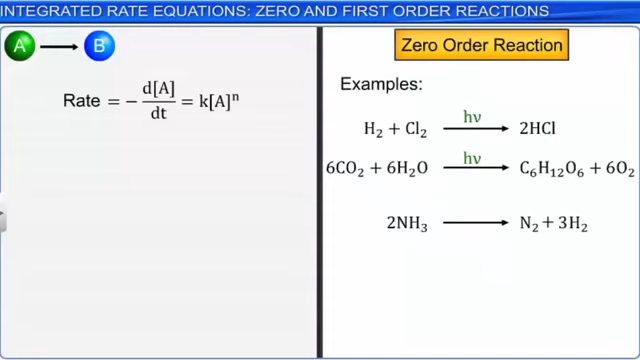 INTEGRATED RATE EQUATIONS: ZERO AND FIRST ORDER REACTIONS
A → B
Rate = − d[A]/dt = k[A]ⁿ
Zero Order Reaction
Examples:
H₂ + Cl₂ —hν→ 2HCl
6CO₂ + 6H₂O —hν→ C₆H₁₂O₆ + 6O₂
2NH₃ → N₂ + 3H₂